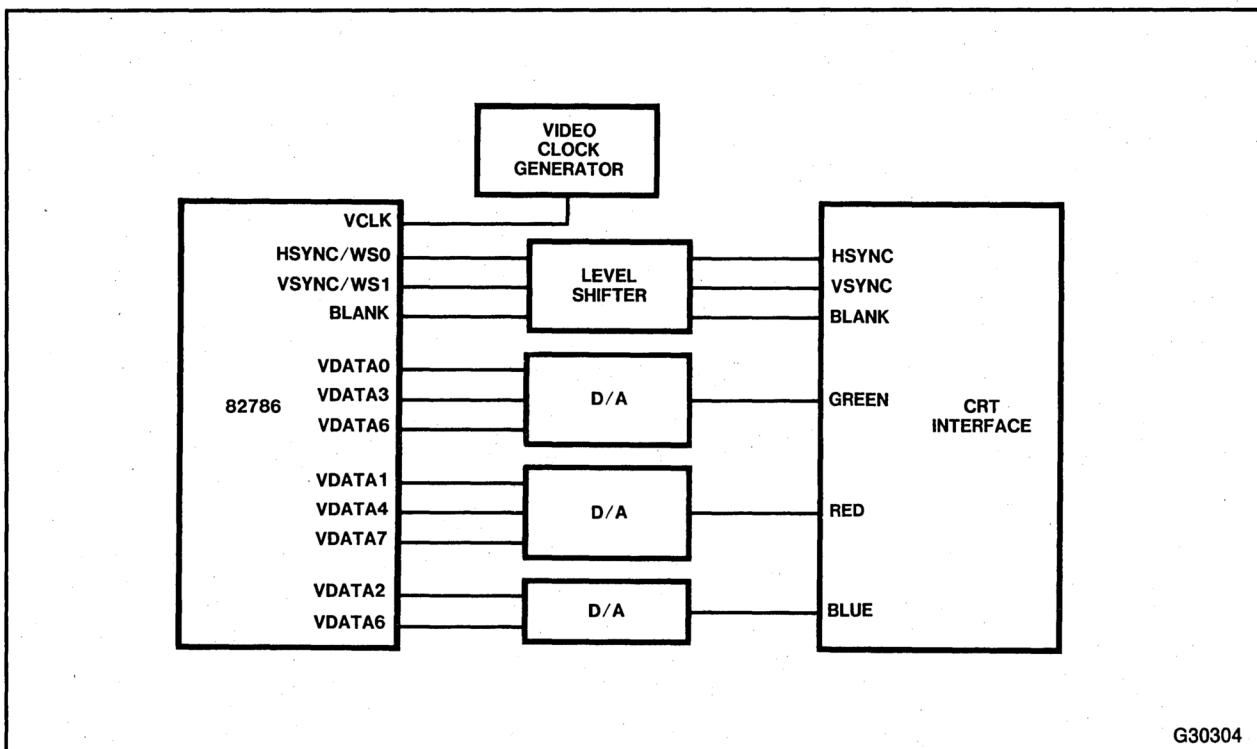 VIDEO
CLOCK
GENERATOR
VCLK
HSYNC/WS0
VSYNC/WS1
BLANK
LEVEL
SHIFTER
HSYNC
VSYNC
BLANK
VDATA0
VDATA3
VDATA6
D/A
GREEN
82786
CRT
INTERFACE
VDATA1
VDATA4
VDATA7
D/A
RED
VDATA2
VDATA6
D/A
BLUE
G30304